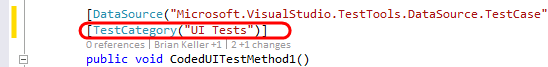 [DataSource("Microsoft.VisualStudio.TestTools.DataSource.TestCase"
[TestCategory("UI Tests")]
0 references | Brian Keller +1 | 2 +1 changes
public void CodedUITestMethod1()